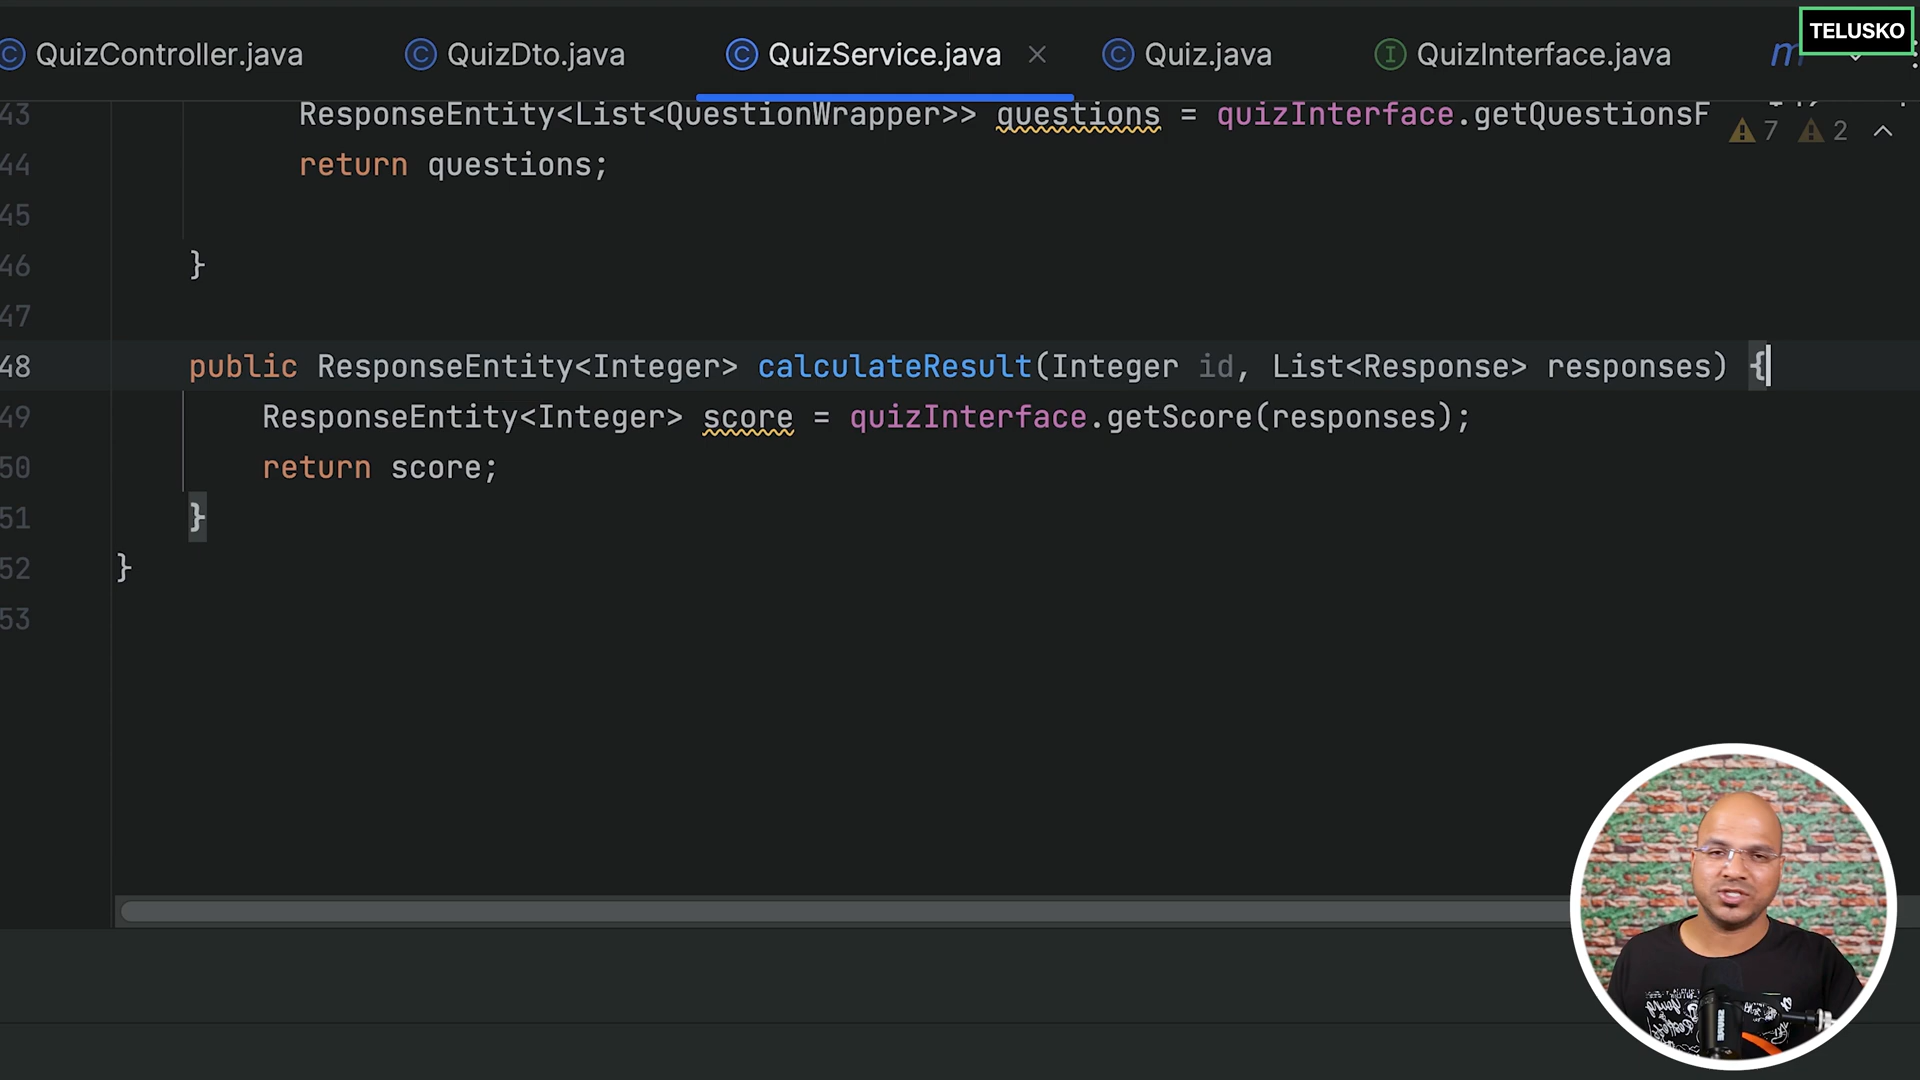 QuizController.java QuizDto.java QuizService.java Quiz.java QuizInterface.java m TELUSKO
43 ResponseEntity<List<QuestionWrapper>> questions = quizInterface.getQuestionsF
7 2
44 return questions;
45
46 }
47
48 public ResponseEntity<Integer> calculateResult(Integer id, List<Response> responses) {
49 ResponseEntity<Integer> score = quizInterface.getScore(responses);
50 return score;
51 }
52 }
53